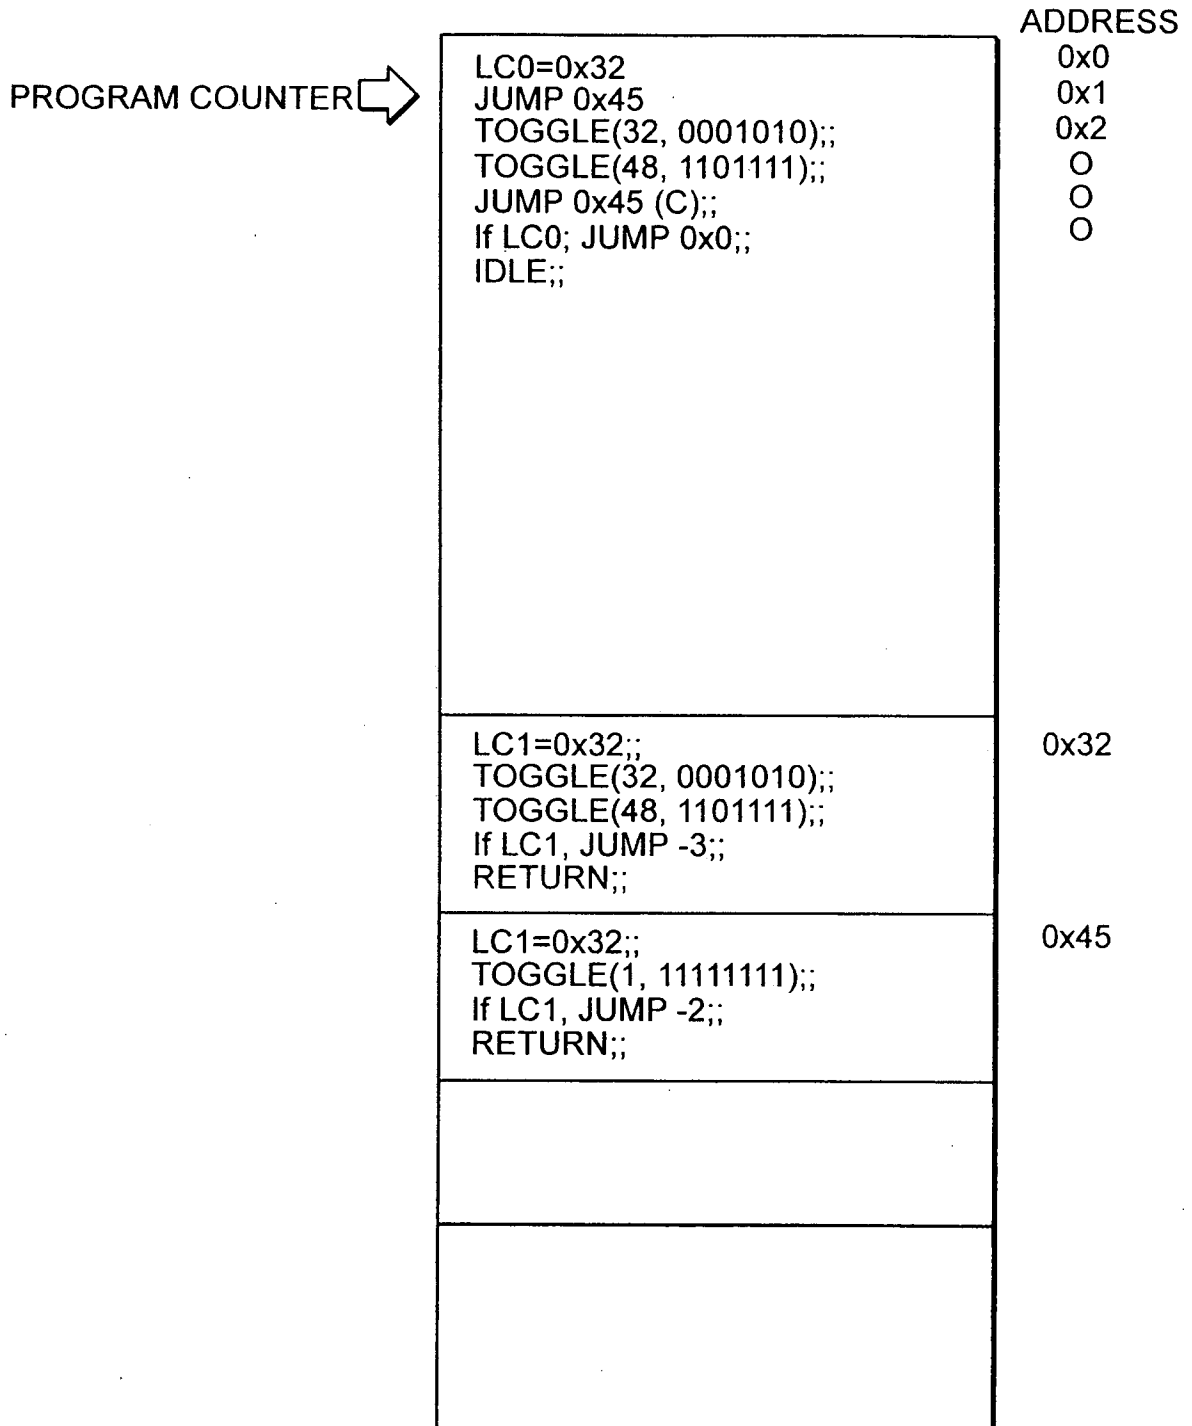 ADDRESS
LC0=0x32 0x0
PROGRAM COUNTER JUMP 0x45 0x1
TOGGLE(32, 0001010);; 0x2
TOGGLE(48, 1101111);; O
JUMP 0x45 (C);; O
If LC0; JUMP 0x0;; O
IDLE;;
LC1=0x32;; 0x32
TOGGLE(32, 0001010);;
TOGGLE(48, 1101111);;
If LC1, JUMP -3;;
RETURN;;
LC1=0x32;; 0x45
TOGGLE(1, 11111111);;
If LC1, JUMP -2;;
RETURN;;